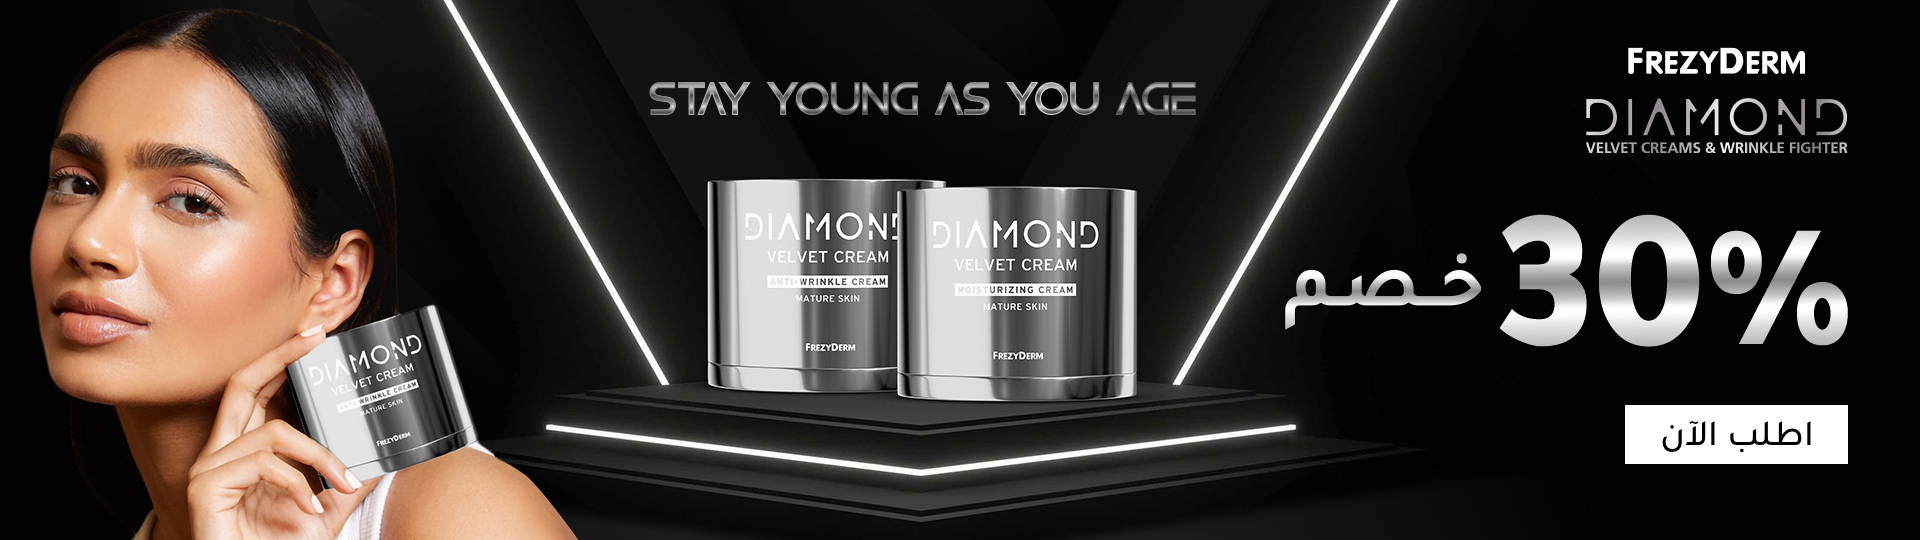 STAY YOUNG AS YOU AGE
FREZYDERM
DIAMOND
VELVET CREAMS & WRINKLE FIGHTER
30% خصم
اطلب الآن
DIAMOND
VELVET CREAM
ANTI-WRINKLE CREAM
MATURE SKIN
FREZYDERM
DIAMOND
VELVET CREAM
MOISTURIZING CREAM
MATURE SKIN
FREZYDERM
DIAMOND
VELVET CREAM
ANTI-WRINKLE CREAM
MATURE SKIN
FREZYDERM